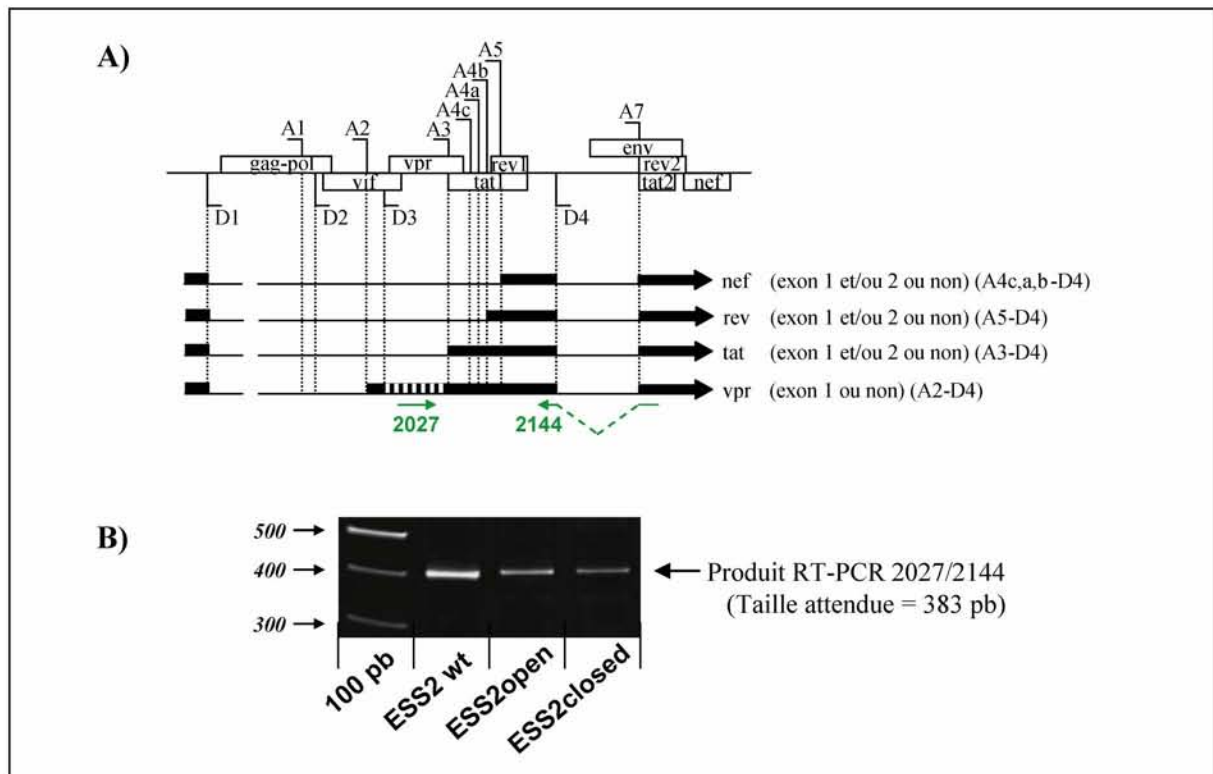 A)
A5
A4b
A4a
A4c
A1
A2
A3
A7
env
gag-pol
vpr
rev1
rev2
vif
tat
tat2
nef
D1
D2
D3
D4
nef (exon 1 et/ou 2 ou non) (A4c,a,b-D4)
rev (exon 1 et/ou 2 ou non) (A5-D4)
tat (exon 1 et/ou 2 ou non) (A3-D4)
vpr (exon 1 ou non) (A2-D4)
2027
2144
B)
500
400
300
Produit RT-PCR 2027/2144
(Taille attendue = 383 pb)
100 pb
ESS2 wt
ESS2open
ESS2closed